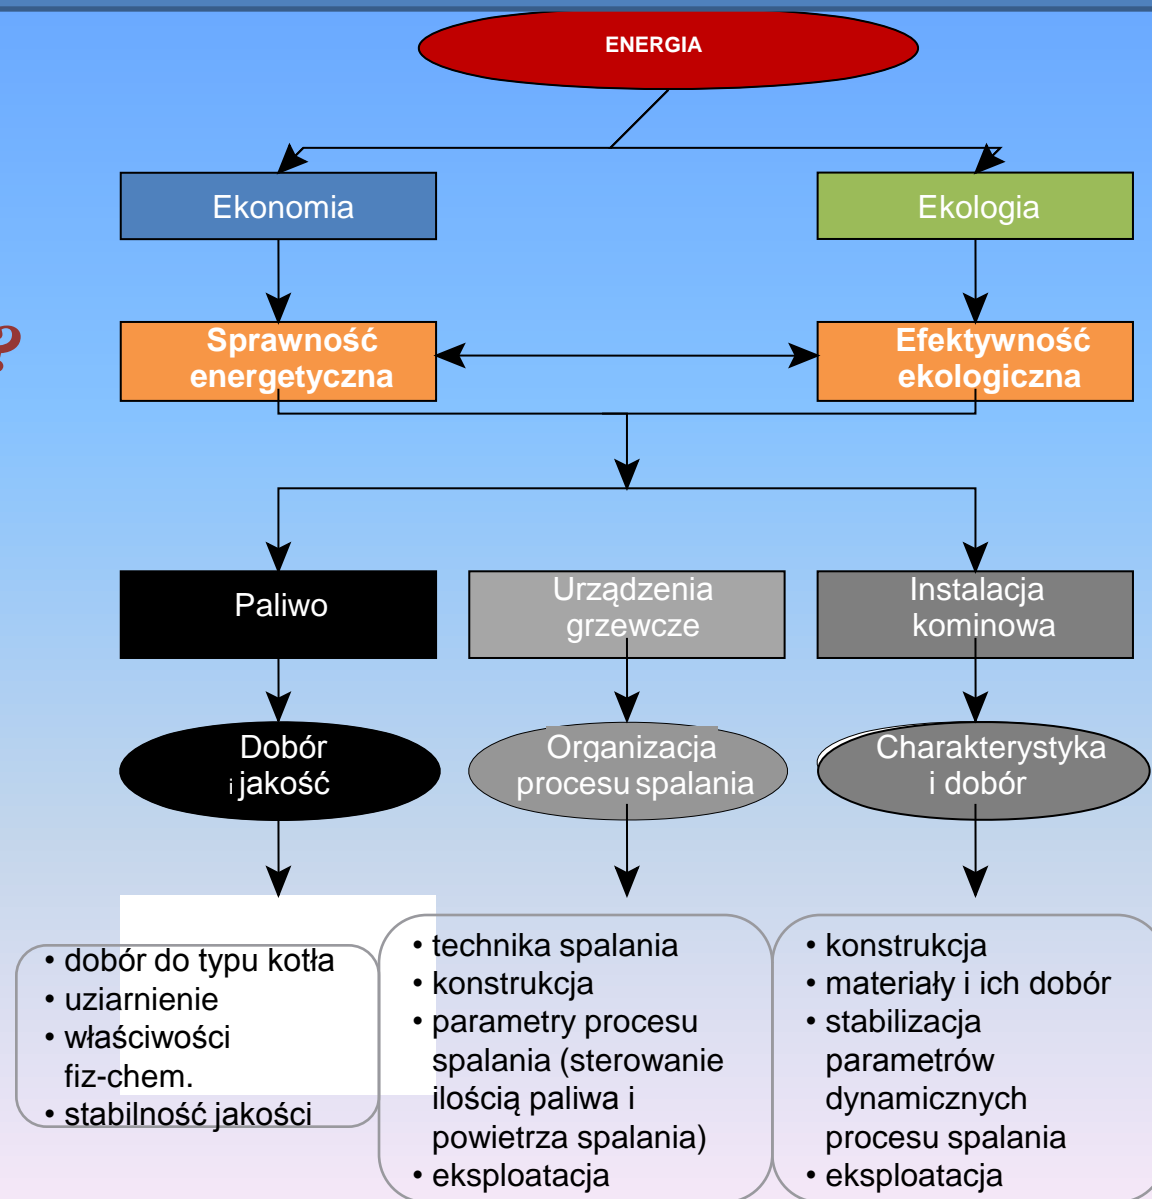 ENERGIA
Ekonomia
Ekologia
?
Sprawność
energetyczna
Efektywność
ekologiczna
Paliwo
Urządzenia
grzewcze
Instalacja
kominowa
Dobór
i jakość
Organizacja
procesu spalania
Charakterystyka
i dobór
• dobór do typu kotła
• uziarnienie
• właściwości
fiz-chem.
• stabilność jakości
• technika spalania
• konstrukcja
• parametry procesu
spalania (sterowanie
ilością paliwa i
powietrza spalania)
• eksploatacja
• konstrukcja
• materiały i ich dobór
• stabilizacja
parametrów
dynamicznych
procesu spalania
• eksploatacja